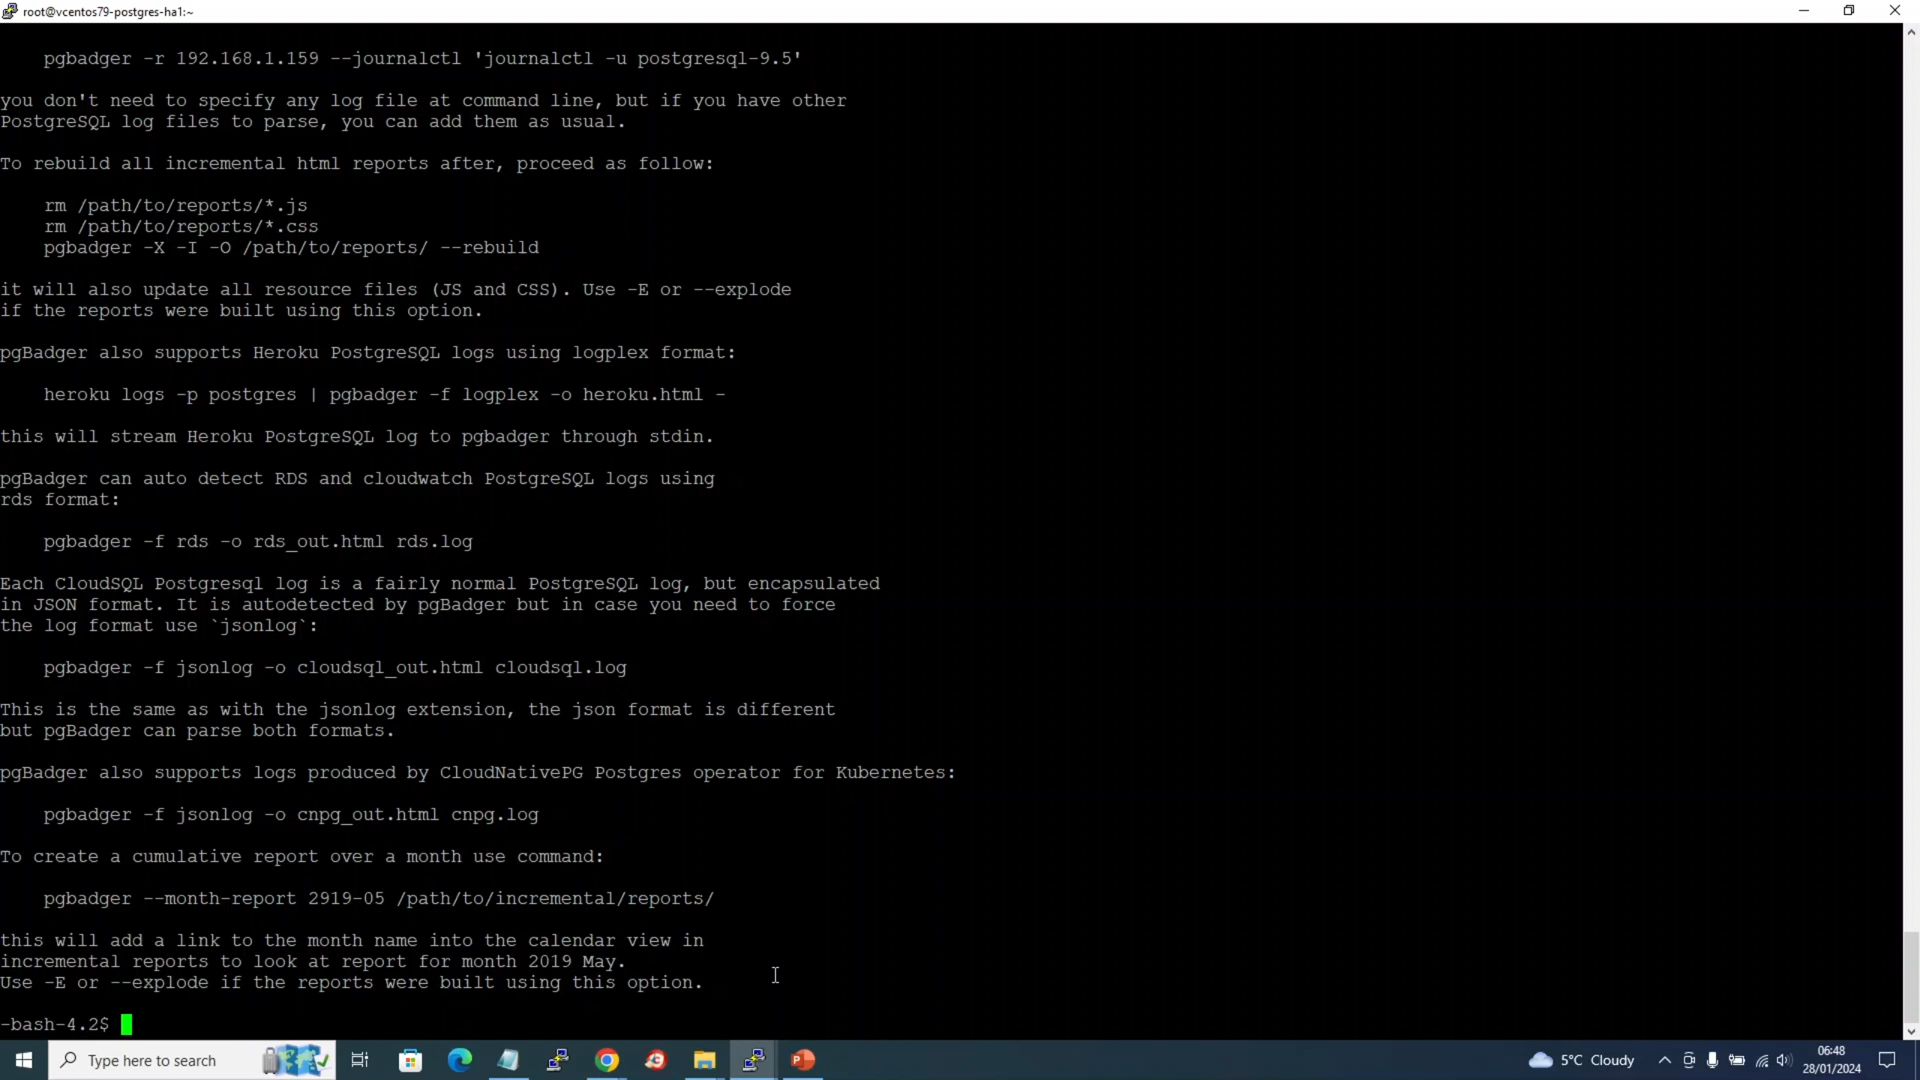 root@vcentos79-postgres-ha1:~
pgbadger -r 192.168.1.159 --journalctl 'journalctl -u postgresql-9.5'
you don't need to specify any log file at command line, but if you have other
PostgreSQL log files to parse, you can add them as usual.
To rebuild all incremental html reports after, proceed as follow:
rm /path/to/reports/*.js
rm /path/to/reports/*.css
pgbadger -X -I -O /path/to/reports/ --rebuild
it will also update all resource files (JS and CSS). Use -E or --explode
if the reports were built using this option.
pgBadger also supports Heroku PostgreSQL logs using logplex format:
heroku logs -p postgres | pgbadger -f logplex -o heroku.html -
this will stream Heroku PostgreSQL log to pgbadger through stdin.
pgBadger can auto detect RDS and cloudwatch PostgreSQL logs using
rds format:
pgbadger -f rds -o rds_out.html rds.log
Each CloudSQL Postgresql log is a fairly normal PostgreSQL log, but encapsulated
in JSON format. It is autodetected by pgBadger but in case you need to force
the log format use `jsonlog`:
pgbadger -f jsonlog -o cloudsql_out.html cloudsql.log
This is the same as with the jsonlog extension, the json format is different
but pgBadger can parse both formats.
pgBadger also supports logs produced by CloudNativePG Postgres operator for Kubernetes:
pgbadger -f jsonlog -o cnpg_out.html cnpg.log
To create a cumulative report over a month use command:
pgbadger --month-report 2919-05 /path/to/incremental/reports/
this will add a link to the month name into the calendar view in
incremental reports to look at report for month 2019 May.
Use -E or --explode if the reports were built using this option.
-bash-4.2$
Type here to search
5°C Cloudy
06:48
28/01/2024